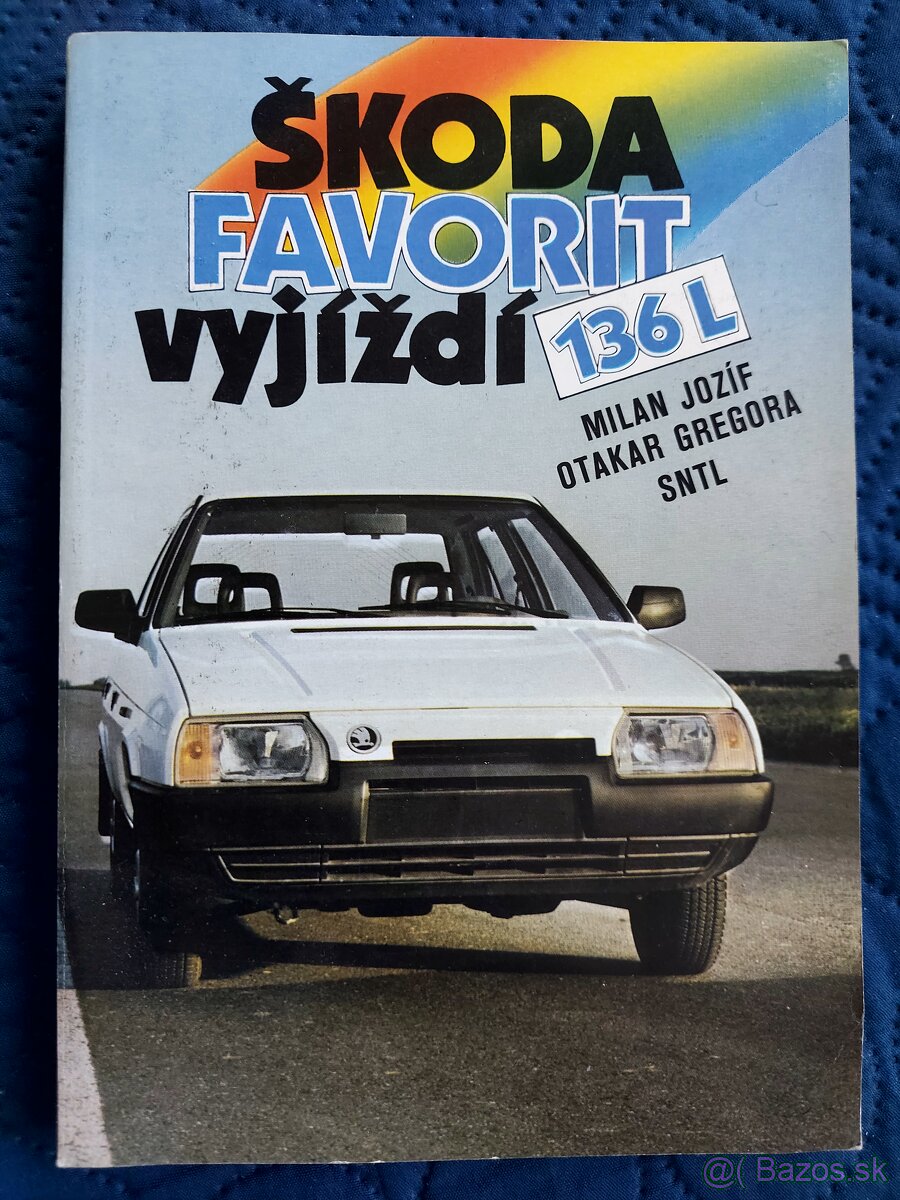 ŠKODA
FAVORIT
vyjíždí
136 L
MILAN JOZÍF
OTAKAR GREGORA
SNTL
@( Bazos.sk